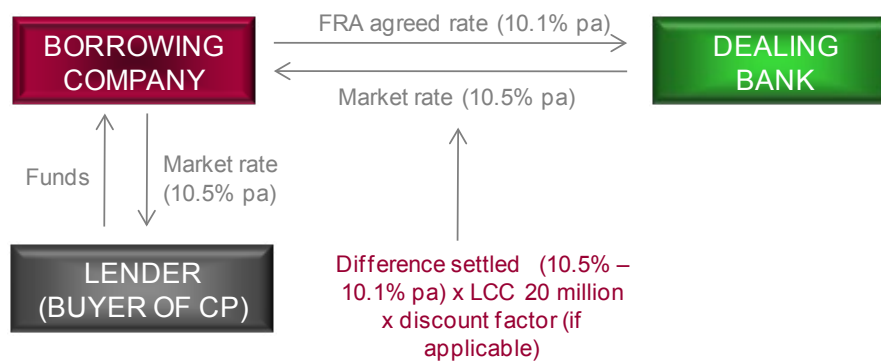 FRA agreed rate (10.1% pa)
BORROWING
COMPANY
DEALING
BANK
Market rate (10.5% pa)
Funds
Market rate
(10.5% pa)
LENDER
(BUYER OF CP)
Difference settled (10.5% –
10.1% pa) x LCC 20 million
x discount factor (if
applicable)